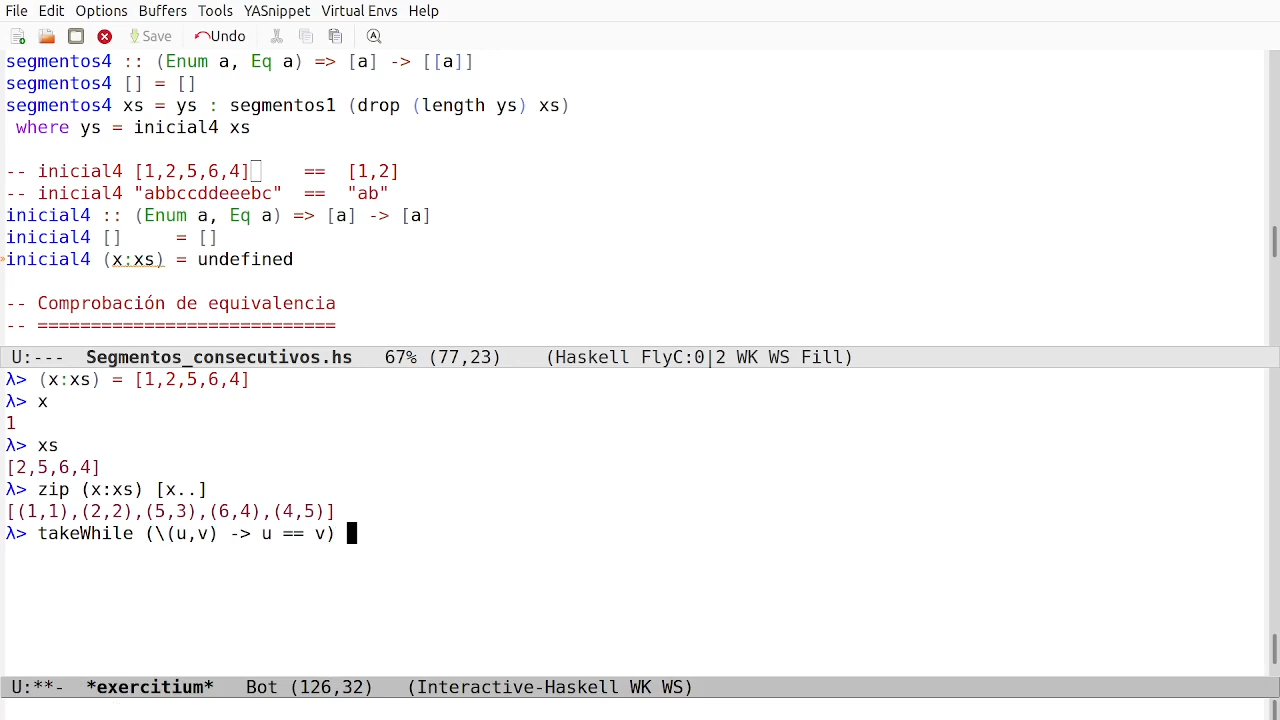 File Edit Options Buffers Tools YASnippet Virtual Envs Help
Save Undo
segmentos4 :: (Enum a, Eq a) => [a] -> [[a]]
segmentos4 [] = []
segmentos4 xs = ys : segmentos1 (drop (length ys) xs)
 where ys = inicial4 xs
-- inicial4 [1,2,5,6,4]     ==  [1,2]
-- inicial4 "abbccddeeebc"  ==  "ab"
inicial4 :: (Enum a, Eq a) => [a] -> [a]
inicial4 []     = []
inicial4 (x:xs) = undefined
-- Comprobación de equivalencia
-- ============================
U:---  Segmentos_consecutivos.hs   67% (77,23)    (Haskell FlyC:0|2 WK WS Fill)
λ> (x:xs) = [1,2,5,6,4]
λ> x
1
λ> xs
[2,5,6,4]
λ> zip (x:xs) [x..]
[(1,1),(2,2),(5,3),(6,4),(4,5)]
λ> takeWhile (\(u,v) -> u == v)
U:**-  *exercitium*   Bot (126,32)   (Interactive-Haskell WK WS)